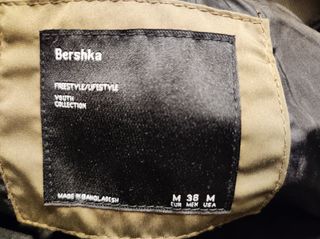 Bershka
FREESTYLE/LIFESTYLE
YOUTH
COLLECTION
MADE IN BANGLADESH
M 38 M
EUR MEX USA